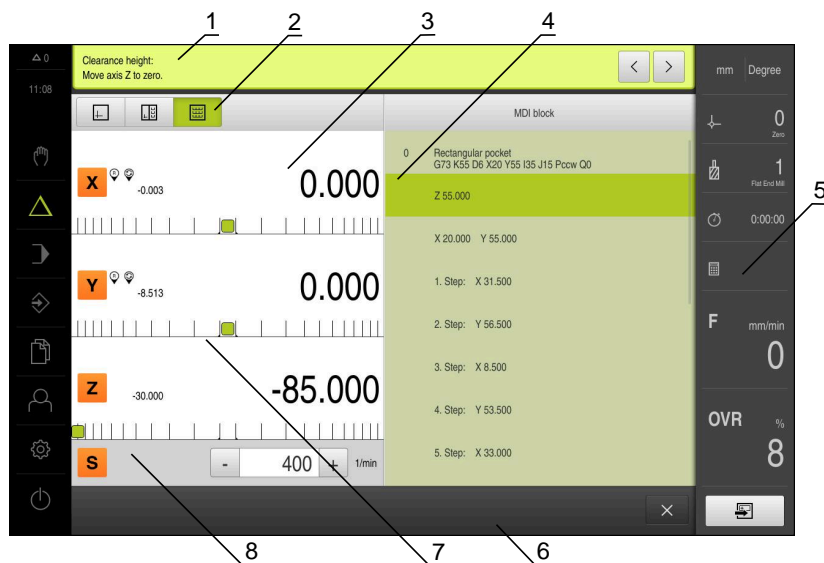 1
2
3
4
5
6
7
8
0
11:08
Clearance height:
Move axis Z to zero.
< >
mm Degree
MDI block
X
R
-0.003
0.000
Y
R
-8.513
0.000
Z
-30.000
-85.000
S
- 400 + 1/min
0 Rectangular pocket
G73 K55 D6 X20 Y55 I35 J15 Pccw Q0
Z 55.000
X 20.000 Y 55.000
1. Step: X 31.500
2. Step: Y 56.500
3. Step: X 8.500
4. Step: Y 53.500
5. Step: X 33.000
0
Zero
1
Flat End Mill
0:00:00
F mm/min
0
OVR %
8